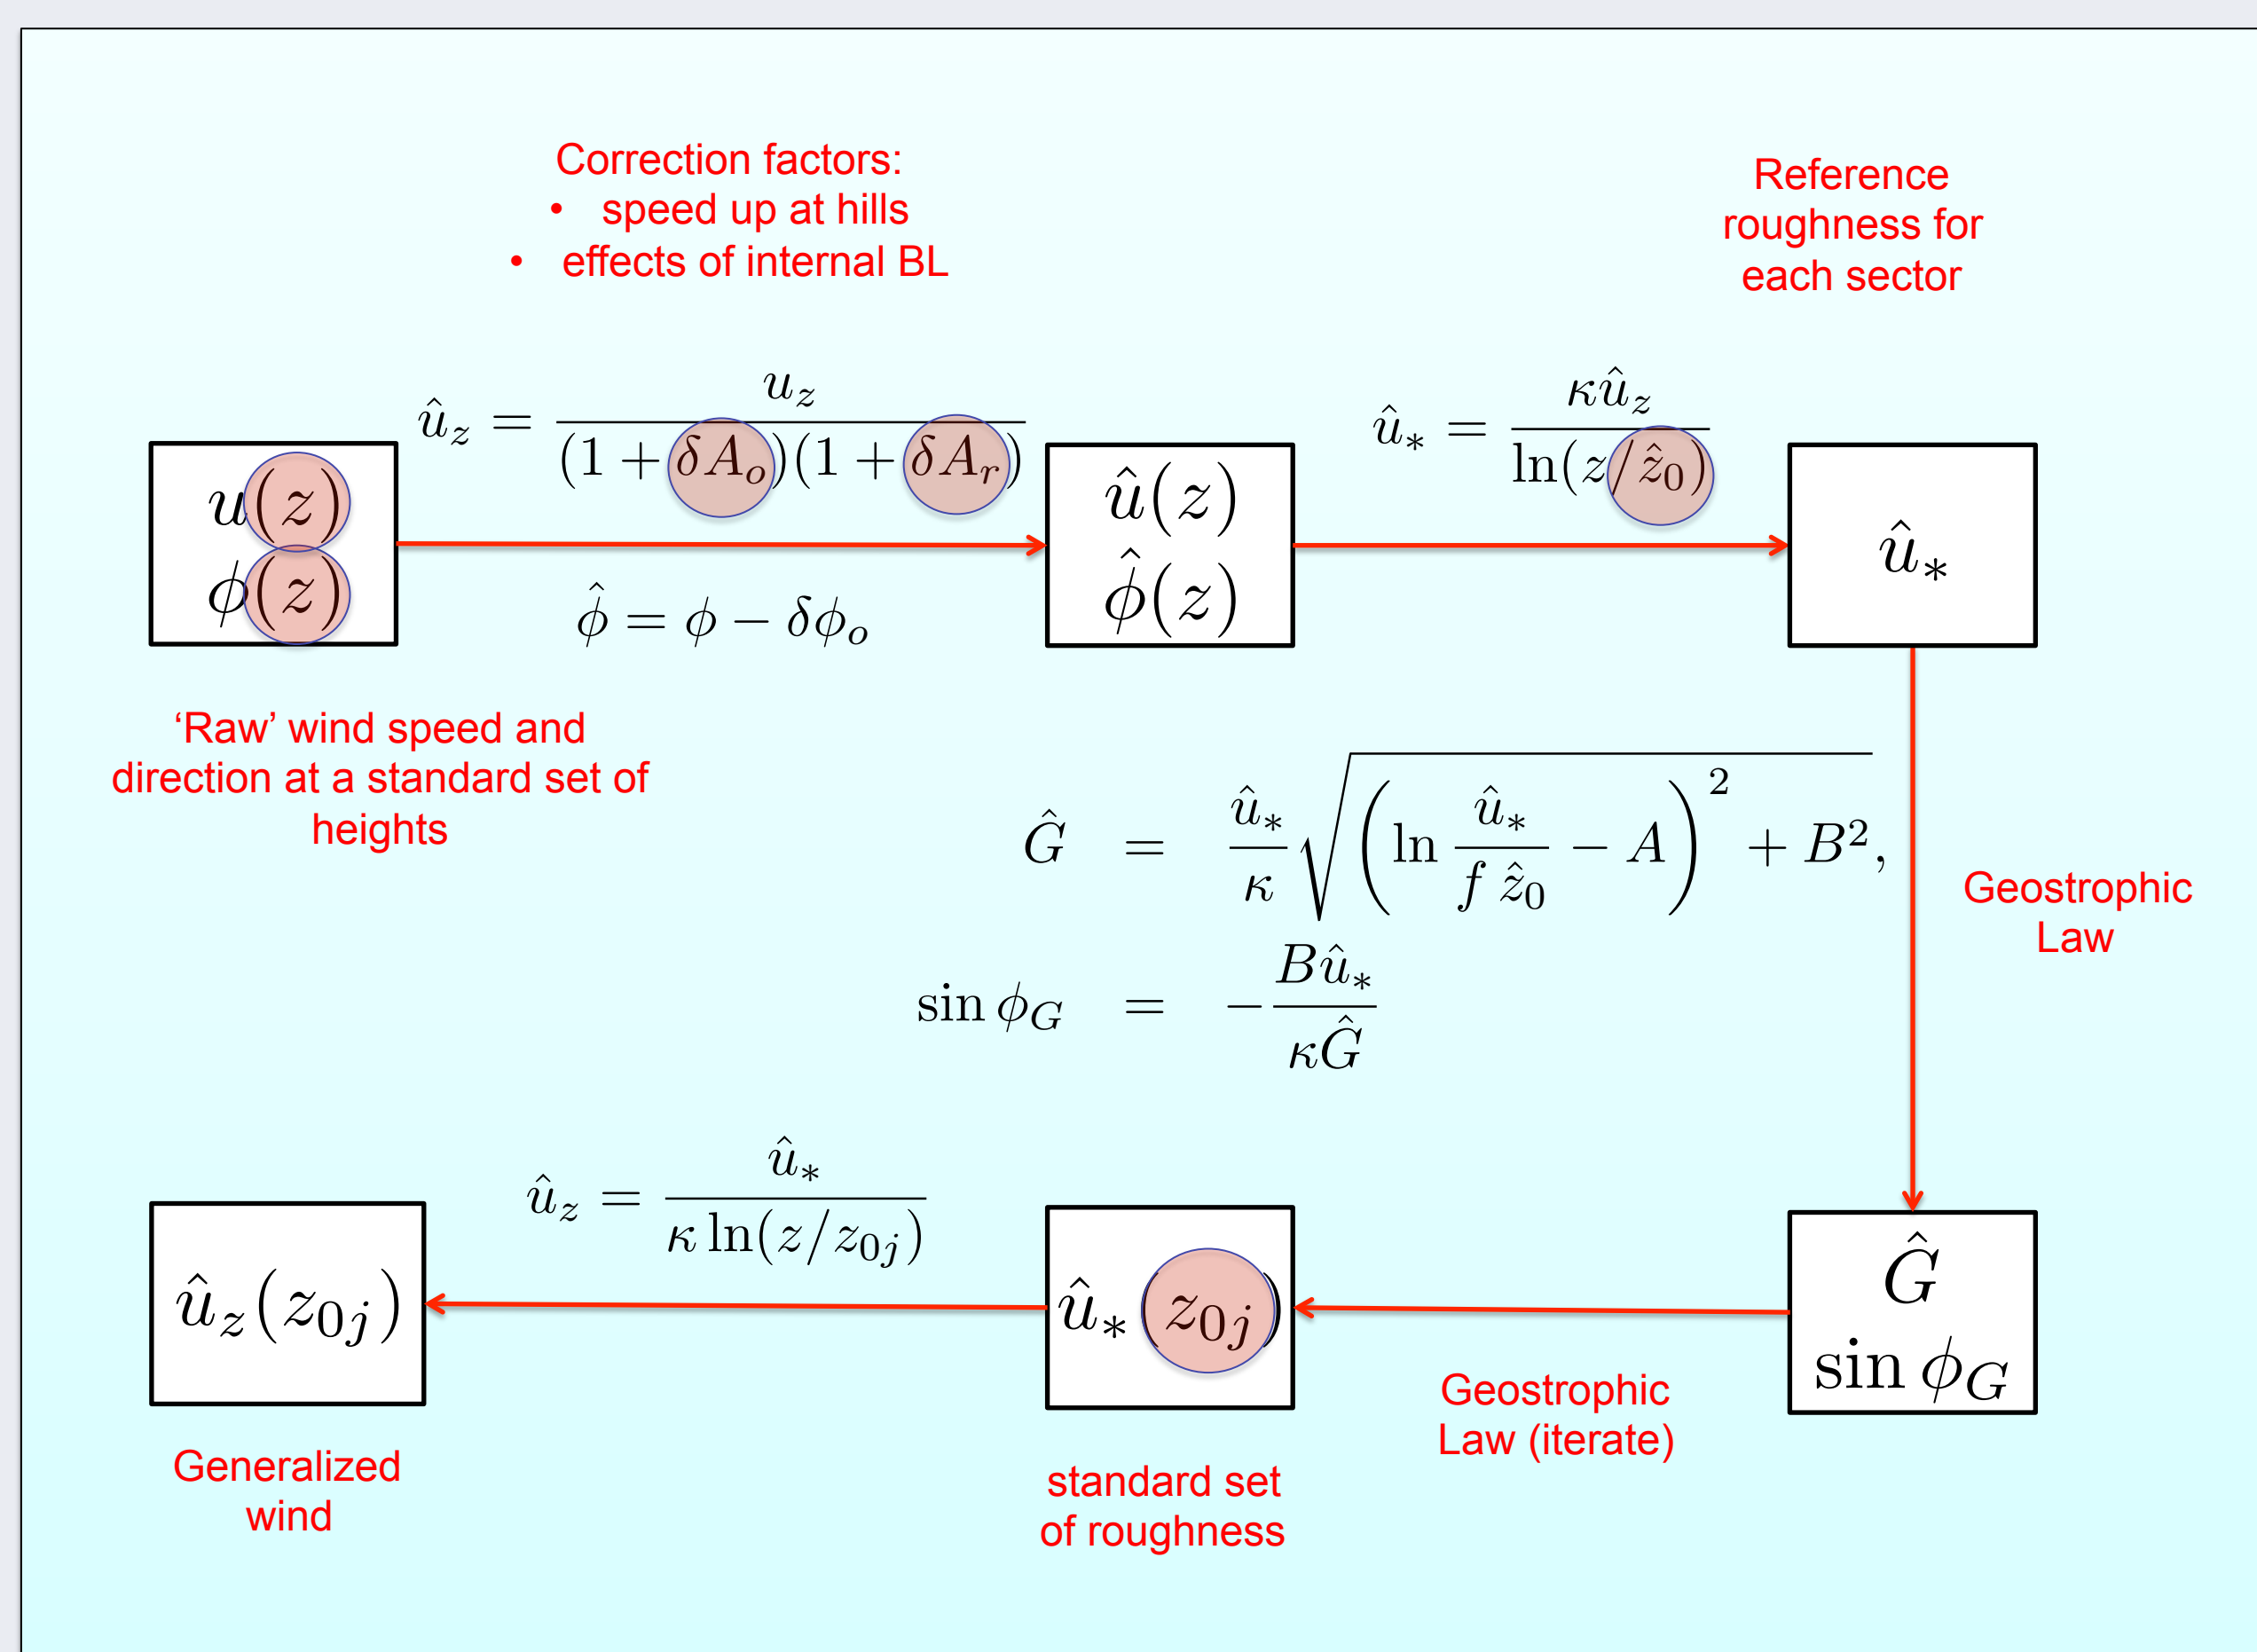 Correction factors:
• speed up at hills
• effects of internal BL
Reference
roughness for
each sector
û_z = u_z / (1 + δA_o)(1 + δA_r)
û_* = κû_z / ln(z/ẑ_0)
u(z)
ϕ(z)
û(z)
ϕ̂(z)
û_*
ϕ̂ = ϕ − δϕ_o
‘Raw’ wind speed and
direction at a standard set of
heights
Ĝ = û_*/κ √((ln û_*/(f ẑ_0) − A)² + B²),
Geostrophic
Law
sin ϕ_G = −Bû_*/(κĜ)
û_z = û_* / κ ln(z/z_0j)
û_z(z_0j)
û_*(z_0j)
Ĝ
sin ϕ_G
Geostrophic
Law (iterate)
Generalized
wind
standard set
of roughness